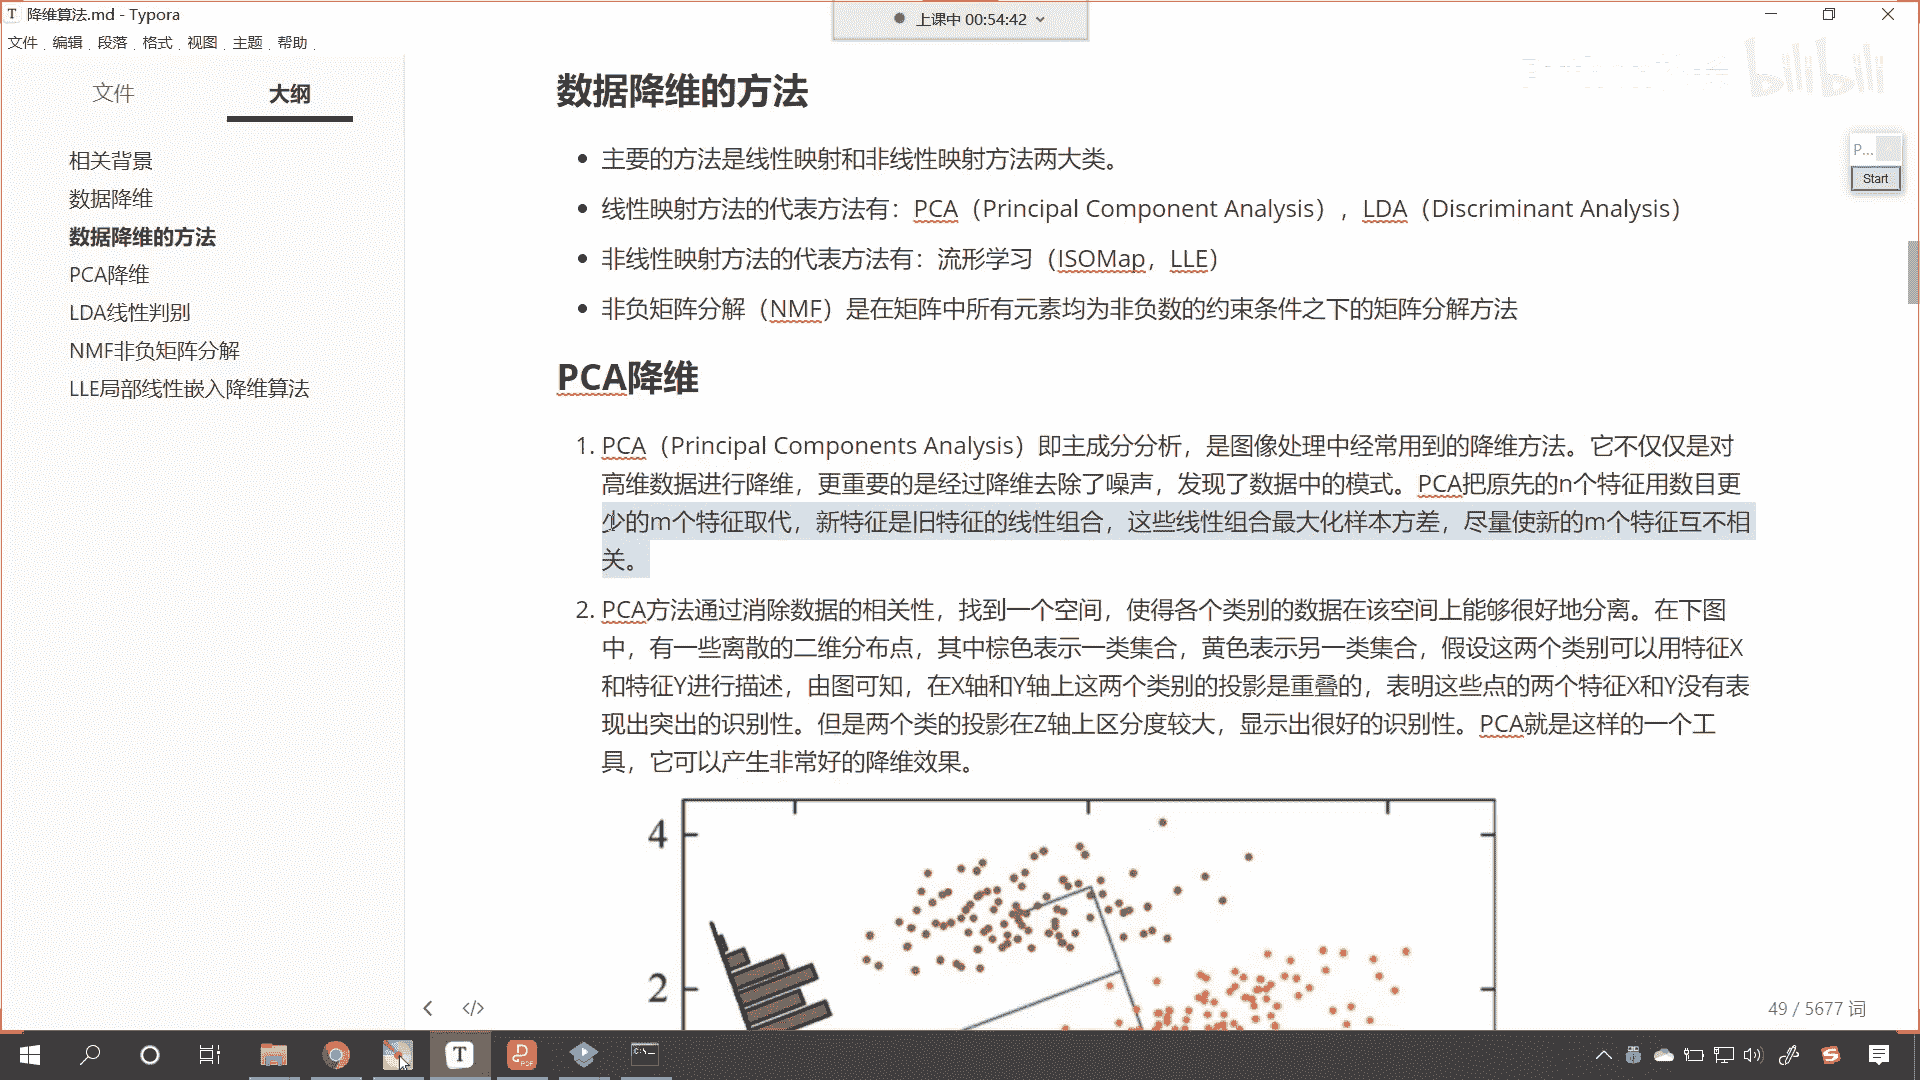 降维算法.md - Typora
上课中 00:54:42
文件 编辑 段落 格式 视图 主题 帮助
bilibili
文件 大纲
相关背景
数据降维
数据降维的方法
PCA降维
LDA线性判别
NMF非负矩阵分解
LLE局部线性嵌入降维算法
P...
Start
数据降维的方法
主要的方法是线性映射和非线性映射方法两大类。
线性映射方法的代表方法有：PCA（Principal Component Analysis），LDA（Discriminant Analysis）
非线性映射方法的代表方法有：流形学习（ISOMap，LLE）
非负矩阵分解（NMF）是在矩阵中所有元素均为非负数的约束条件之下的矩阵分解方法
PCA降维
1. PCA（Principal Components Analysis）即主成分分析，是图像处理中经常用到的降维方法。它不仅仅是对
高维数据进行降维，更重要的是经过降维去除了噪声，发现了数据中的模式。PCA把原先的n个特征用数目更
少的m个特征取代，新特征是旧特征的线性组合，这些线性组合最大化样本方差，尽量使新的m个特征互不相
关。
2. PCA方法通过消除数据的相关性，找到一个空间，使得各个类别的数据在该空间上能够很好地分离。在下图
中，有一些离散的二维分布点，其中棕色表示一类集合，黄色表示另一类集合，假设这两个类别可以用特征X
和特征Y进行描述，由图可知，在X轴和Y轴上这两个类别的投影是重叠的，表明这些点的两个特征X和Y没有表
现出突出的识别性。但是两个类的投影在Z轴上区分度较大，显示出很好的识别性。PCA就是这样的一个工
具，它可以产生非常好的降维效果。
4
2
49 / 5677 词